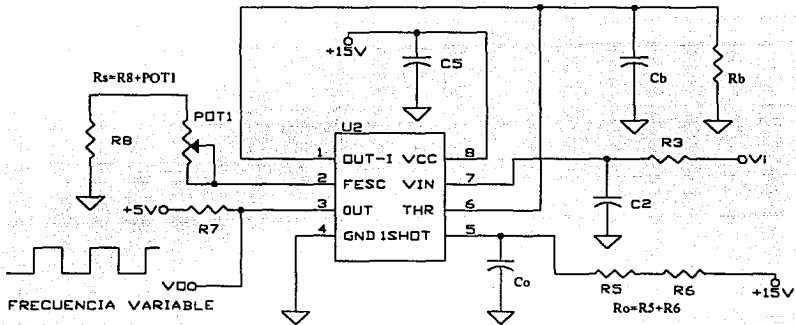 +15V
C5
Cb
Rb
Rs=R8+POT1
POT1
R8
U2
1 OUT-I VCC 8
2 FESC VIN 7
3 OUT THR 6
4 GND 1SHOT 5
R3
VI
C2
+5V
R7
VO
FRECUENCIA VARIABLE
Co
R5
R6
Ro=R5+R6
+15V